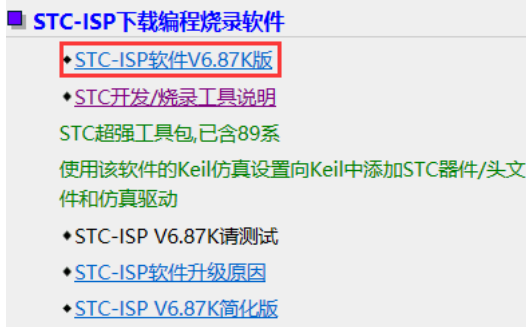 STC-ISP下载编程烧录软件
STC-ISP软件V6.87K版
STC开发/烧录工具说明
STC超强工具包,已含89系
使用该软件的Keil仿真设置向Keil中添加STC器件/头文
件和仿真驱动
STC-ISP V6.87K请测试
STC-ISP软件升级原因
STC-ISP V6.87K简化版